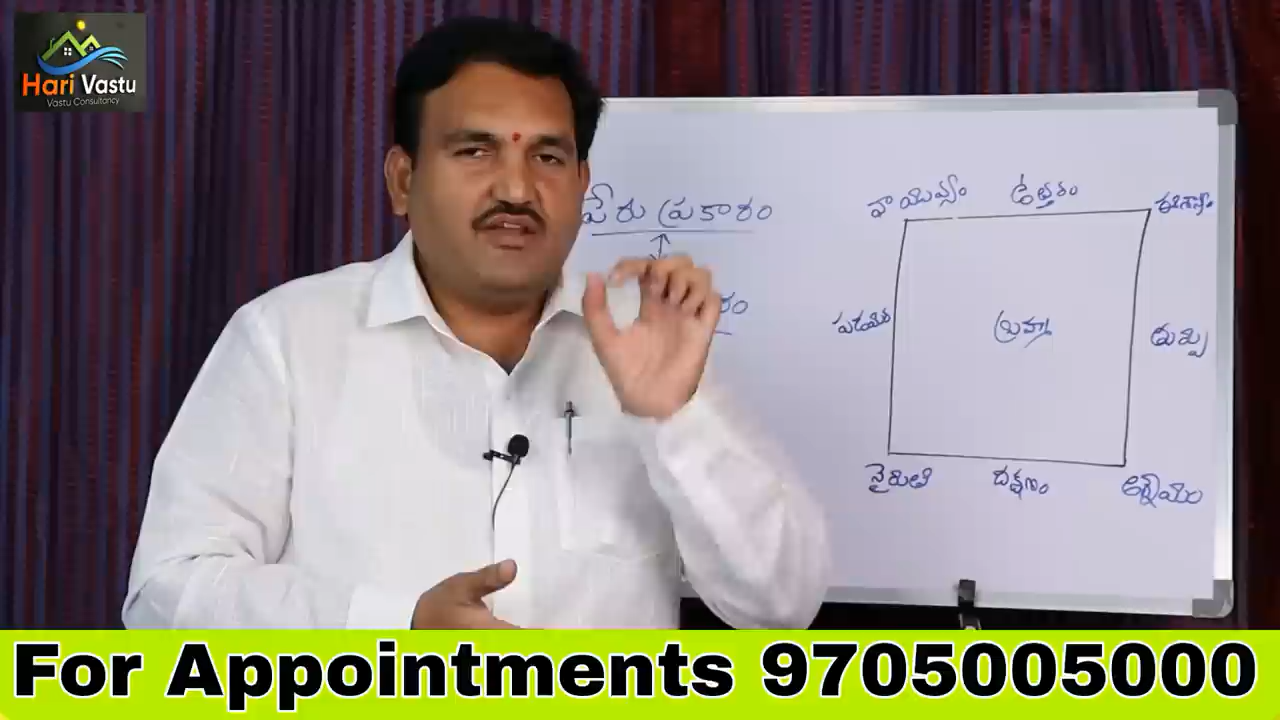 Hari Vastu
Vastu Consultancy
పేరు ప్రకారం
వాయువ్యం ఉత్తరం ఈశాన్యం
పడమర బ్రహ్మ తూర్పు
నైరుతి దక్షిణం ఆగ్నేయం
For Appointments 9705005000